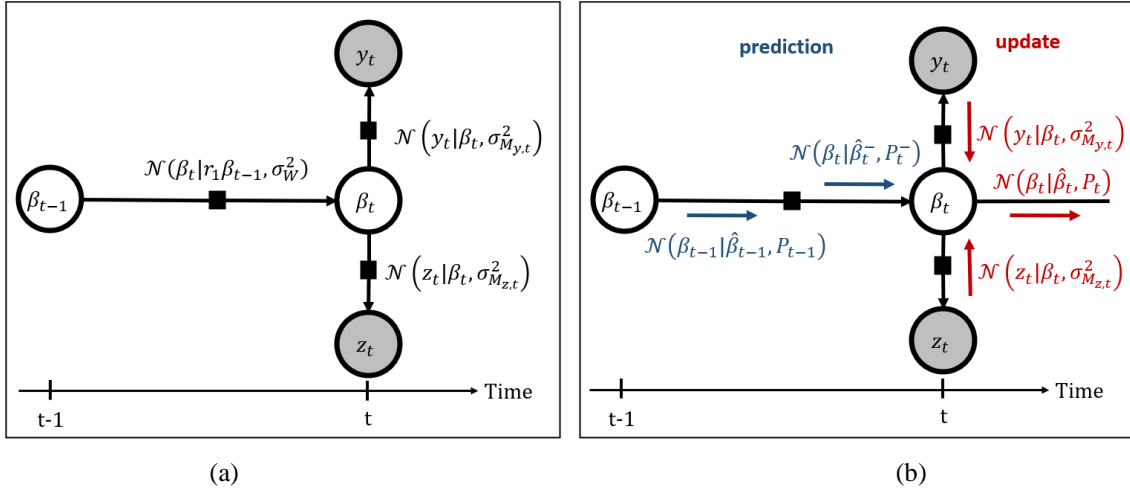 y_t
𝒩(y_t|β_t, σ²_{M_{y,t}})
𝒩(β_t|r_1β_{t−1}, σ²_W)
β_{t−1}
β_t
𝒩(z_t|β_t, σ²_{M_{z,t}})
z_t
Time
t-1
t
(a)
prediction
update
y_t
𝒩(y_t|β_t, σ²_{M_{y,t}})
𝒩(β_t|β̂_t^−, P_t^−)
𝒩(β_t|β̂_t, P_t)
β_{t−1}
β_t
𝒩(β_{t−1}|β̂_{t−1}, P_{t−1})
𝒩(z_t|β_t, σ²_{M_{z,t}})
z_t
Time
t-1
t
(b)